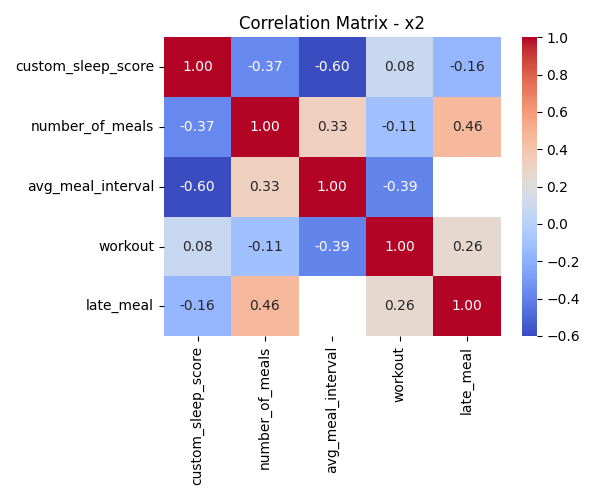 Correlation Matrix - x2
custom_sleep_score 1.00 -0.37 -0.60 0.08 -0.16
number_of_meals -0.37 1.00 0.33 -0.11 0.46
avg_meal_interval -0.60 0.33 1.00 -0.39
workout 0.08 -0.11 -0.39 1.00 0.26
late_meal -0.16 0.46 0.26 1.00
custom_sleep_score
number_of_meals
avg_meal_interval
workout
late_meal
1.0
0.8
0.6
0.4
0.2
0.0
−0.2
−0.4
−0.6